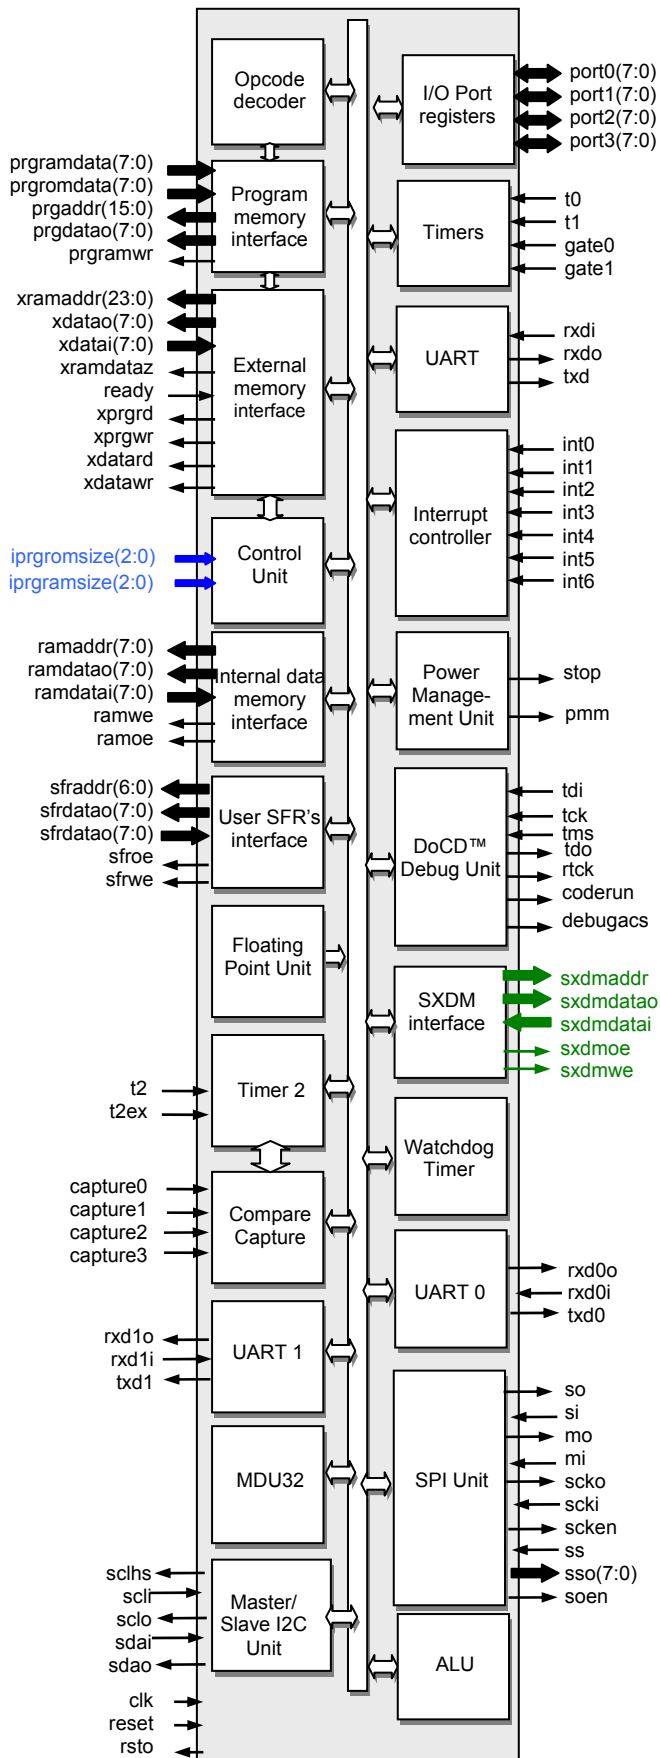 Opcode
decoder
I/O Port
registers
port0(7:0)
port1(7:0)
port2(7:0)
port3(7:0)
prgramdata(7:0)
prgromdata(7:0)
prgaddr(15:0)
prgdatao(7:0)
prgramwr
Program
memory
interface
Timers
t0
t1
gate0
gate1
xramaddr(23:0)
xdatao(7:0)
xdatai(7:0)
xramdataz
ready
xprgrd
xprgwr
xdatard
xdatawr
External
memory
interface
UART
rxdi
rxdo
txd
Interrupt
controller
int0
int1
int2
int3
int4
int5
int6
iprgromsize(2:0)
iprgramsize(2:0)
Control
Unit
ramaddr(7:0)
ramdatao(7:0)
ramdatai(7:0)
ramwe
ramoe
Internal data
memory
interface
Power
Manage-
ment Unit
stop
pmm
sfraddr(6:0)
sfrdatao(7:0)
sfrdatao(7:0)
sfroe
sfrwe
User SFR's
interface
DoCD™
Debug Unit
tdi
tck
tms
tdo
rtck
coderun
debugacs
Floating
Point Unit
SXDM
interface
sxdmaddr
sxdmdatao
sxdmdatai
sxdmoe
sxdmwe
t2
t2ex
Timer 2
Watchdog
Timer
capture0
capture1
capture2
capture3
Compare
Capture
UART 0
rxd0o
rxd0i
txd0
rxd1o
rxd1i
txd1
UART 1
SPI Unit
so
si
mo
mi
scko
scki
scken
ss
sso(7:0)
soen
MDU32
sclhs
scli
sclo
sdai
sdao
Master/
Slave I2C
Unit
ALU
clk
reset
rsto